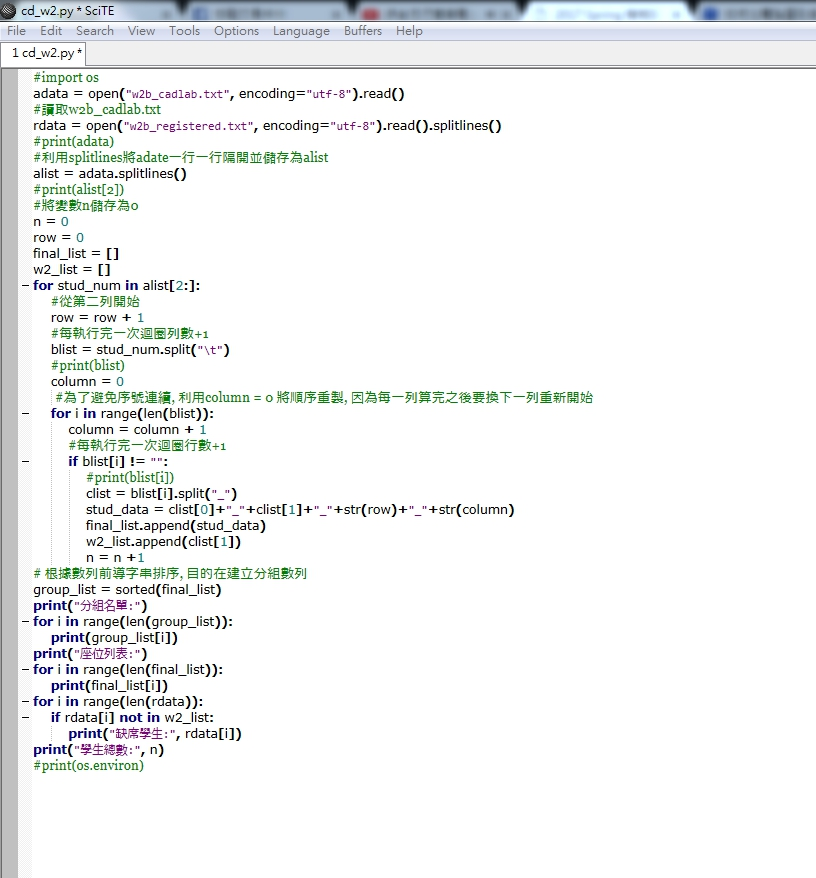 cd_w2.py * SciTE
File Edit Search View Tools Options Language Buffers Help
1 cd_w2.py *
#import os
adata = open("w2b_cadlab.txt", encoding="utf-8").read()
#讀取w2b_cadlab.txt
rdata = open("w2b_registered.txt", encoding="utf-8").read().splitlines()
#print(adata)
#利用splitlines將adate一行一行隔開並儲存為alist
alist = adata.splitlines()
#print(alist[2])
#將變數n儲存為0
n = 0
row = 0
final_list = []
w2_list = []
for stud_num in alist[2:]:
#從第二列開始
row = row + 1
#每執行完一次迴圈列數+1
blist = stud_num.split("\t")
#print(blist)
column = 0
#為了避免序號連續, 利用column = 0 將順序重製, 因為每一列算完之後要換下一列重新開始
for i in range(len(blist)):
column = column + 1
#每執行完一次迴圈行數+1
if blist[i] != "":
#print(blist[i])
clist = blist[i].split("_")
stud_data = clist[0]+"_"+clist[1]+"_"+str(row)+"_"+str(column)
final_list.append(stud_data)
w2_list.append(clist[1])
n = n +1
# 根據數列前導字串排序, 目的在建立分組數列
group_list = sorted(final_list)
print("分組名單:")
for i in range(len(group_list)):
print(group_list[i])
print("座位列表:")
for i in range(len(final_list)):
print(final_list[i])
for i in range(len(rdata)):
if rdata[i] not in w2_list:
print("缺席學生:", rdata[i])
print("學生總數:", n)
#print(os.environ)